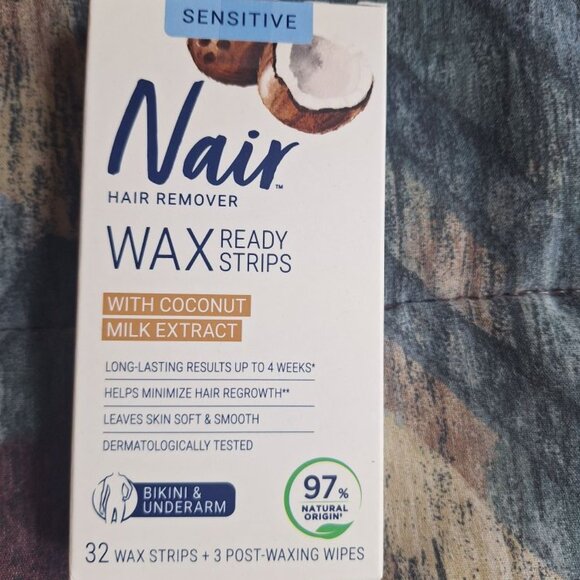 SENSITIVE
Nair™
HAIR REMOVER
WAX READY STRIPS
WITH COCONUT
MILK EXTRACT
LONG-LASTING RESULTS UP TO 4 WEEKS*
HELPS MINIMIZE HAIR REGROWTH**
LEAVES SKIN SOFT & SMOOTH
DERMATOLOGICALLY TESTED
BIKINI &
UNDERARM
97%
NATURAL
ORIGIN†
32 WAX STRIPS + 3 POST-WAXING WIPES